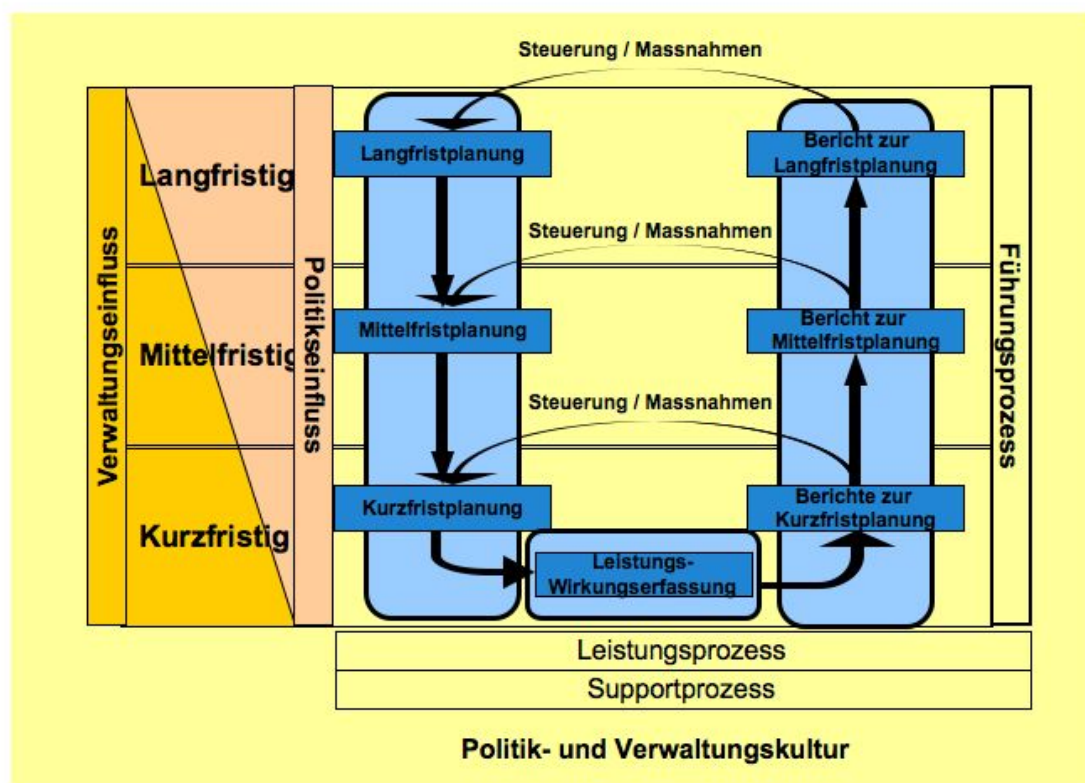 Steuerung / Massnahmen
Verwaltungseinfluss
Langfristig
Politikseinfluss
Langfristplanung
Bericht zur
Langfristplanung
Führungsprozess
Steuerung / Massnahmen
Mittelfristig
Mittelfristplanung
Bericht zur
Mittelfristplanung
Steuerung / Massnahmen
Kurzfristig
Kurzfristplanung
Berichte zur
Kurzfristplanung
Leistungs-
Wirkungserfassung
Leistungsprozess
Supportprozess
Politik- und Verwaltungskultur